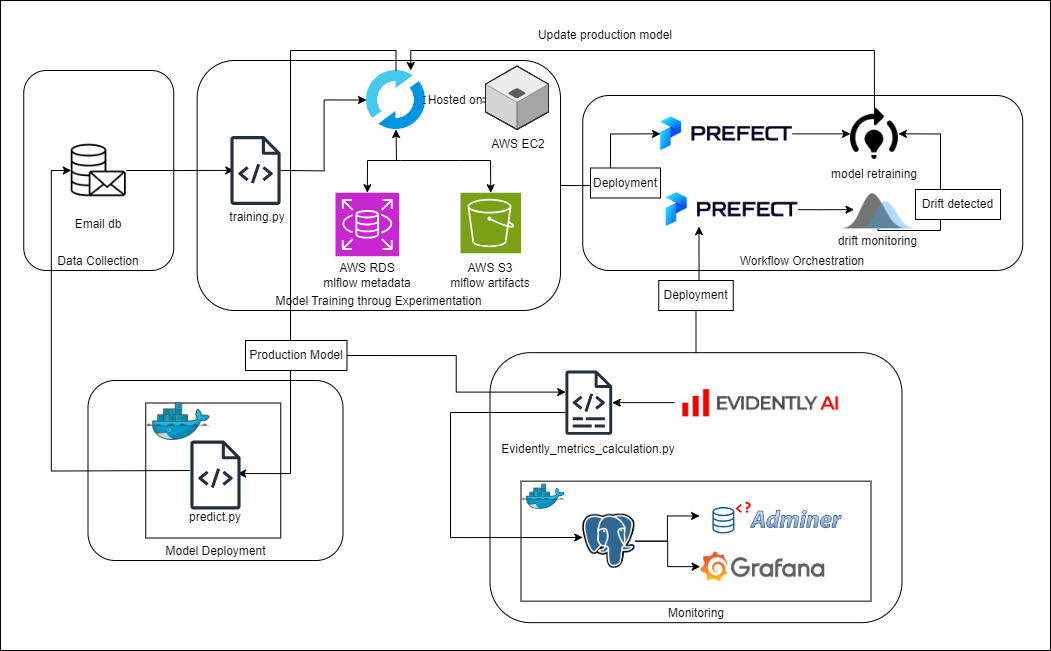 Update production model
Hosted on
AWS EC2
PREFECT
model retraining
Deployment
Drift detected
PREFECT
drift monitoring
Workflow Orchestration
Email db
Data Collection
training.py
AWS RDS
mlflow metadata
AWS S3
mlflow artifacts
Model Training throug Experimentation
Deployment
Production Model
predict.py
Model Deployment
</>
</>
</>
EVIDENTLY AI
Evidently_metrics_calculation.py
<?
Adminer
Grafana
Monitoring